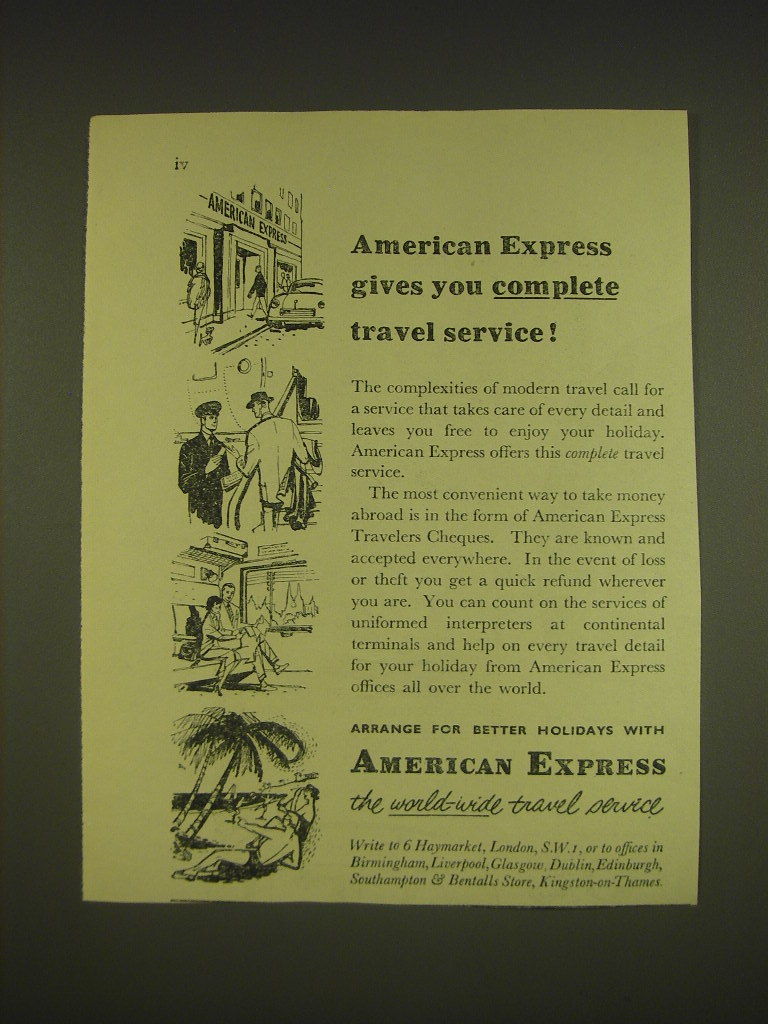 iv
AMERICAN EXPRESS
American Express
gives you complete
travel service!
The complexities of modern travel call for
a service that takes care of every detail and
leaves you free to enjoy your holiday.
American Express offers this complete travel
service.
The most convenient way to take money
abroad is in the form of American Express
Travelers Cheques. They are known and
accepted everywhere. In the event of loss
or theft you get a quick refund wherever
you are. You can count on the services of
uniformed interpreters at continental
terminals and help on every travel detail
for your holiday from American Express
offices all over the world.
ARRANGE FOR BETTER HOLIDAYS WITH
AMERICAN EXPRESS
the world-wide travel service
Write to 6 Haymarket, London, S.W.1, or to offices in
Birmingham, Liverpool, Glasgow, Dublin, Edinburgh,
Southampton & Bentalls Store, Kingston-on-Thames.